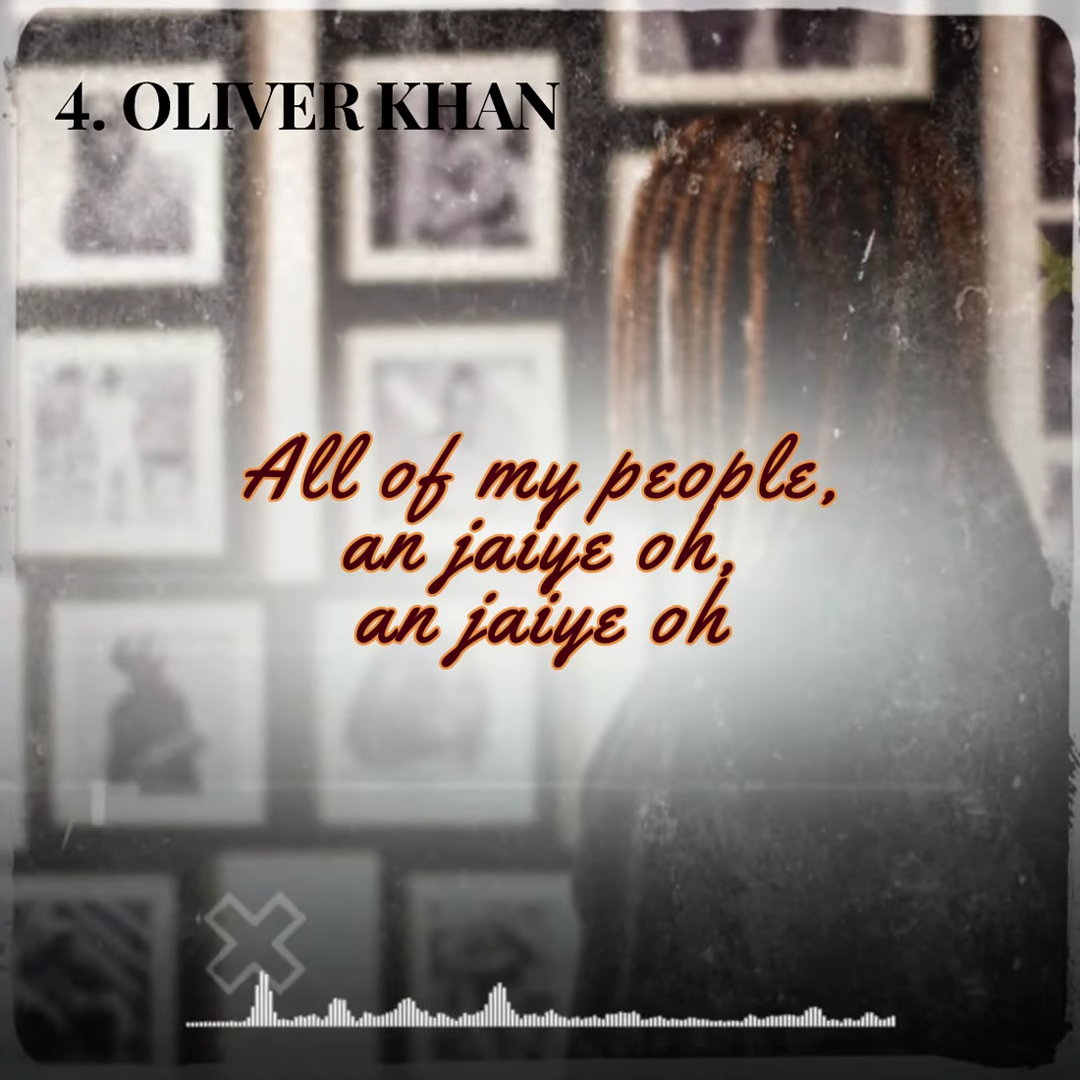 4. OLIVER KHAN
All of my people,
an jaiye oh,
an jaiye oh